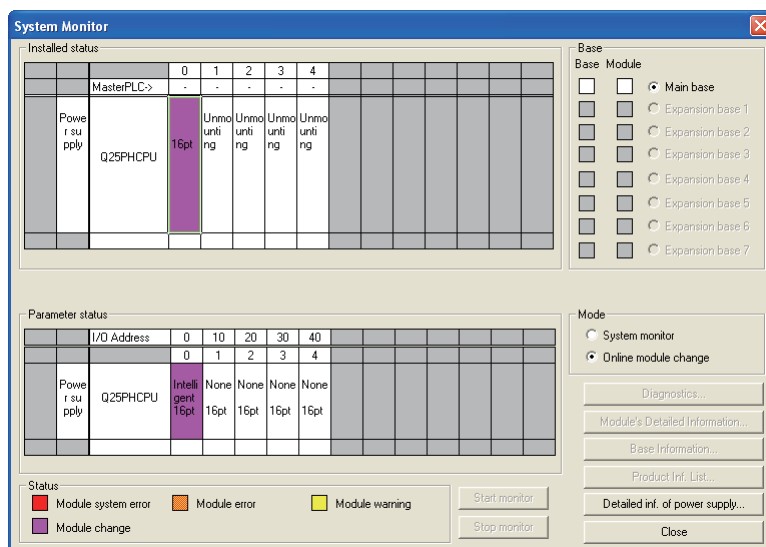 System Monitor
Installed status
0 1 2 3 4
MasterPLC-> - - - - -
Powe
r su
pply
Q25PHCPU
16pt
Unmo
unti
ng
Unmo
unti
ng
Unmo
unti
ng
Unmo
unti
ng
Base
Base Module
Main base
Expansion base 1
Expansion base 2
Expansion base 3
Expansion base 4
Expansion base 5
Expansion base 6
Expansion base 7
Parameter status
I/O Address 0 10 20 30 40
0 1 2 3 4
Powe
r su
pply
Q25PHCPU
Intelli
gent
16pt
None
16pt
None
16pt
None
16pt
None
16pt
Mode
System monitor
Online module change
Diagnostics...
Module's Detailed Information...
Base Information...
Product Inf. List...
Detailed inf. of power supply...
Close
Status
Module system error
Module error
Module warning
Module change
Start monitor
Stop monitor